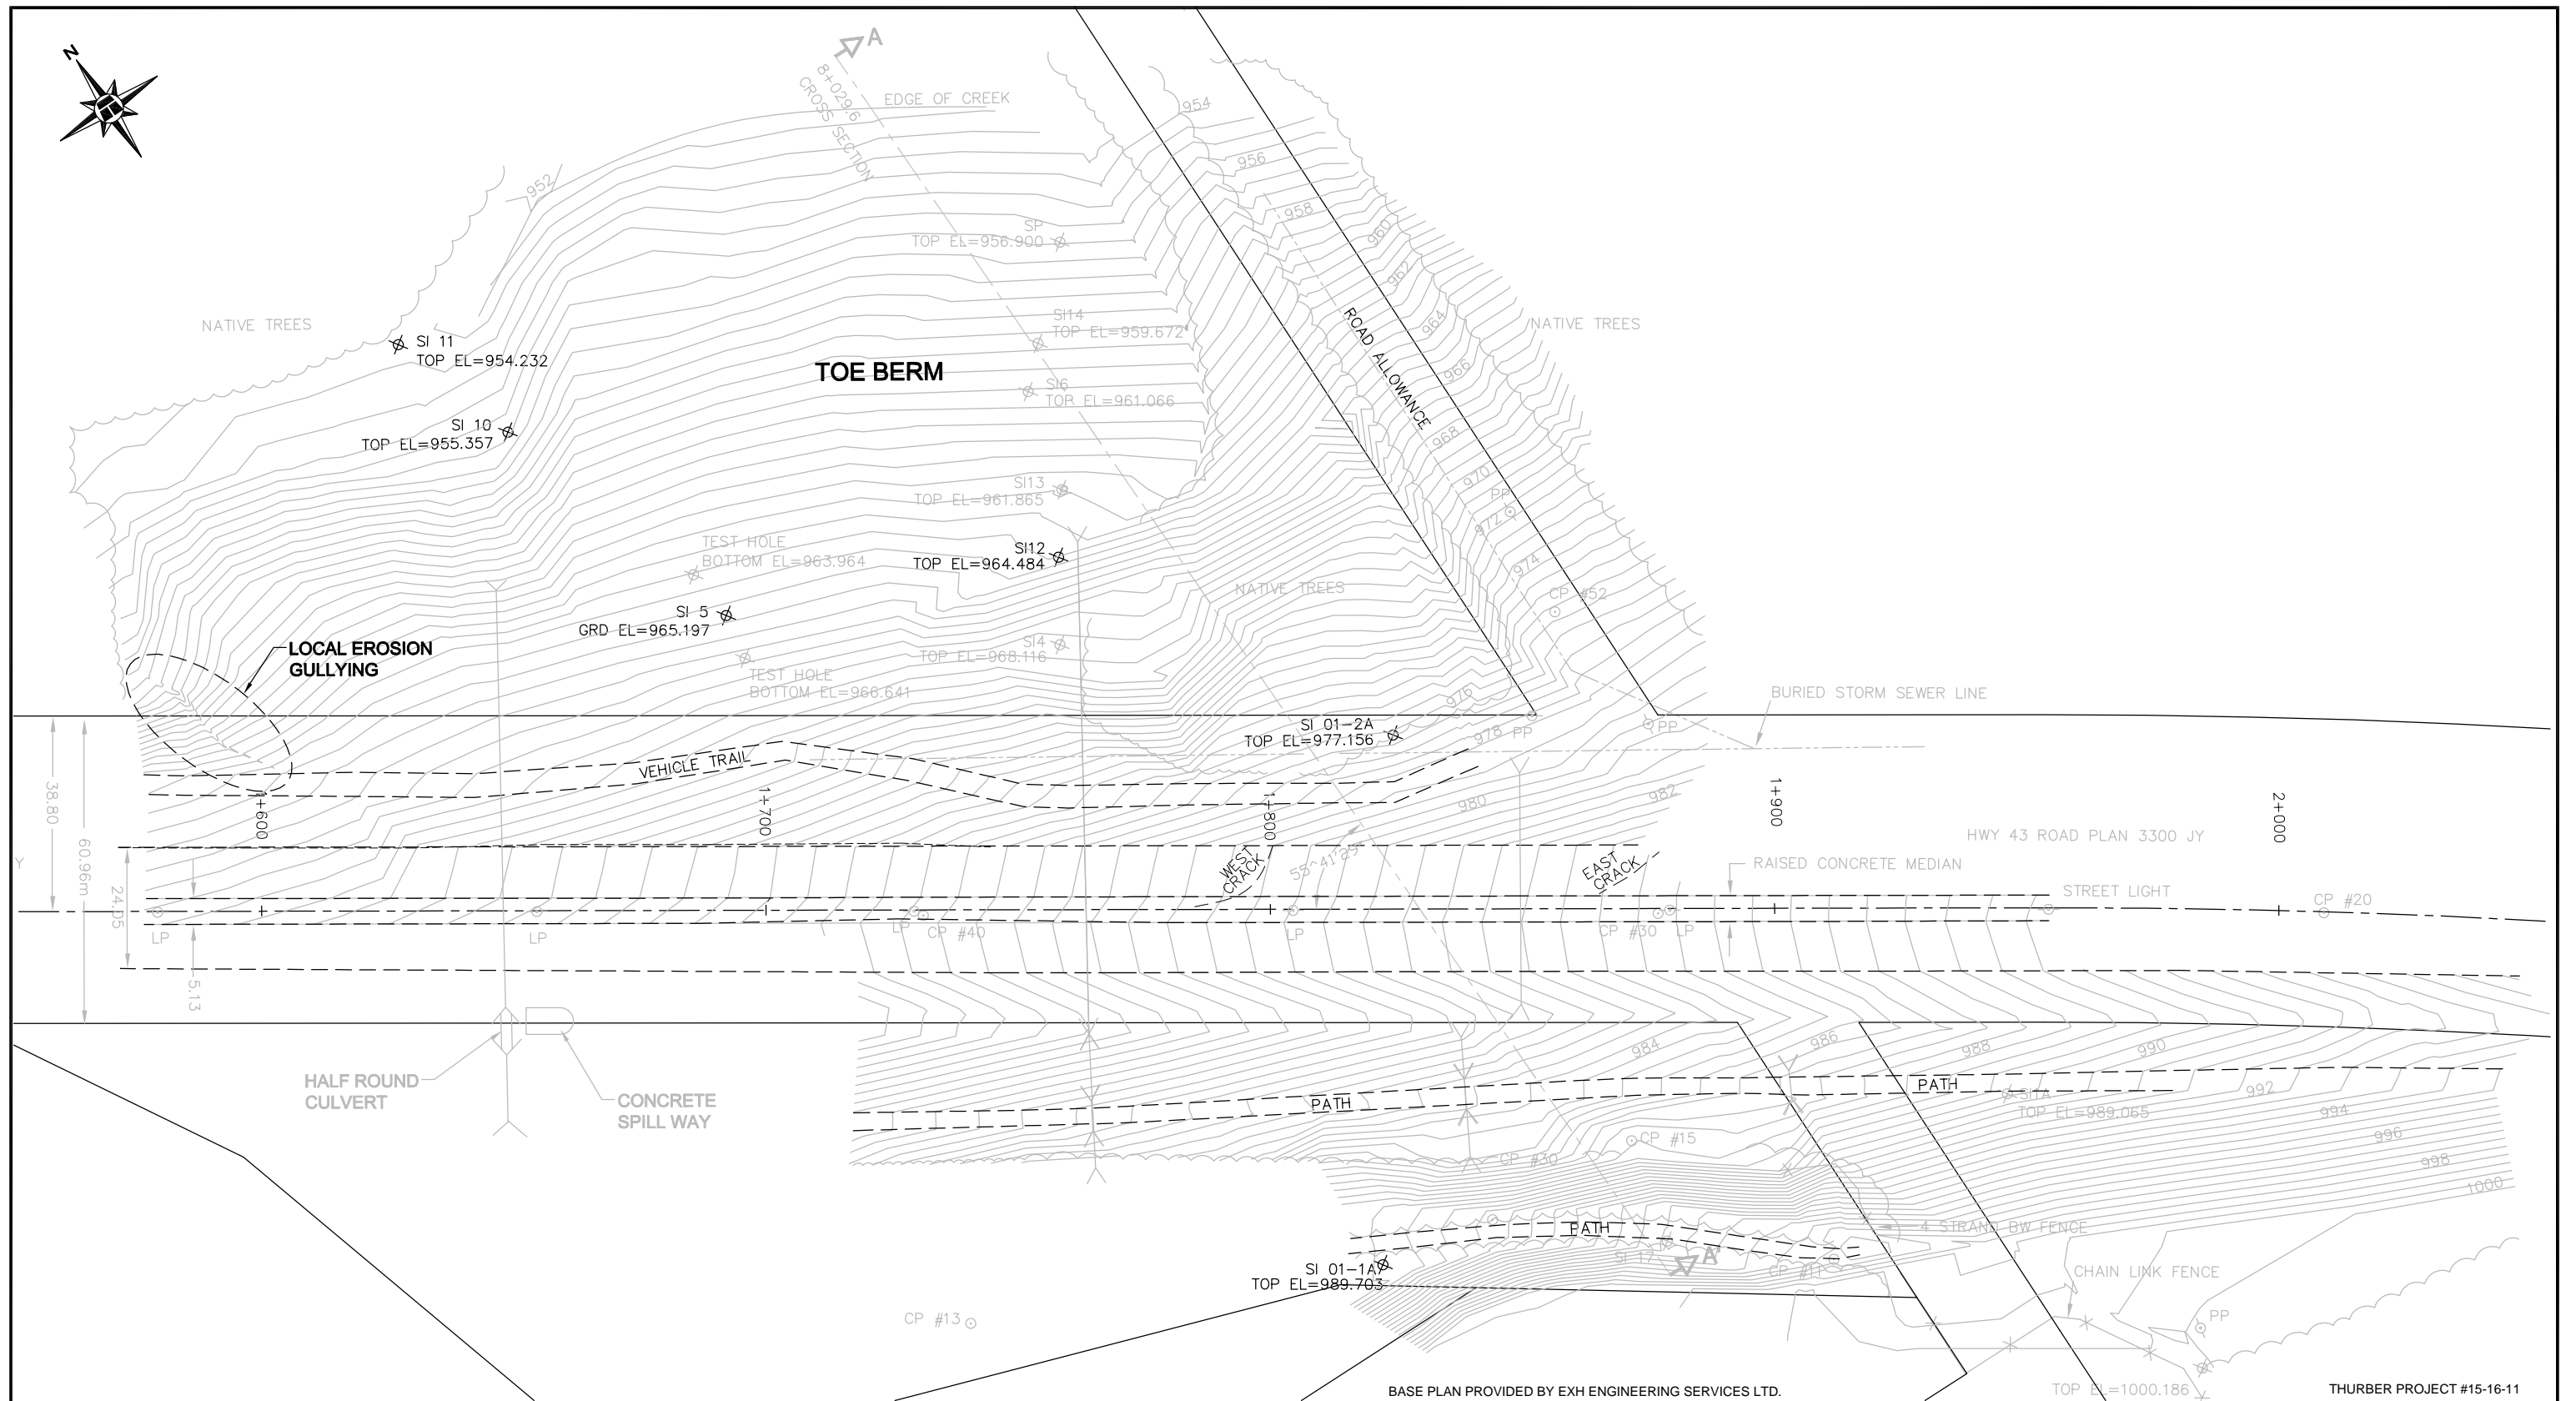 N
A
8+029.6
CROSS SECTION
EDGE OF CREEK
954
952
956
958
960
962
964
966
968
970
972
974
976
978
980
982
SP
TOP EL=956.900
SI14
TOP EL=959.672
NATIVE TREES
NATIVE TREES
SI 11
TOP EL=954.232
TOE BERM
ROAD ALLOWANCE
SI6
TOP EL=961.066
SI 10
TOP EL=955.357
SI13
TOP EL=961.865
PP
TEST HOLE
BOTTOM EL=963.964
SI12
TOP EL=964.484
NATIVE TREES
CP #52
SI 5
GRD EL=965.197
LOCAL EROSION
GULLYING
SI4
TOP EL=968.116
TEST HOLE
BOTTOM EL=966.641
BURIED STORM SEWER LINE
SI 01-2A
TOP EL=977.156
PP
PP
VEHICLE TRAIL
38.80
60.96m
24.05
5.13
Y
1+600
1+700
1+800
1+900
2+000
HWY 43 ROAD PLAN 3300 JY
WEST
CRACK
55°41'29"
EAST
CRACK
RAISED CONCRETE MEDIAN
STREET LIGHT
CP #20
LP
LP
LP
CP #40
LP
CP #30
LP
HALF ROUND
CULVERT
CONCRETE
SPILL WAY
984
986
988
990
992
994
996
998
1000
PATH
PATH
SI1A
TOP EL=989.065
CP #15
CP #30
PATH
4 STRAND BW FENCE
SI 17
A'
CP #11
SI 01-1A
TOP EL=989.703
CHAIN LINK FENCE
CP #13
PP
TOP EL=1000.186
BASE PLAN PROVIDED BY EXH ENGINEERING SERVICES LTD.
THURBER PROJECT #15-16-11